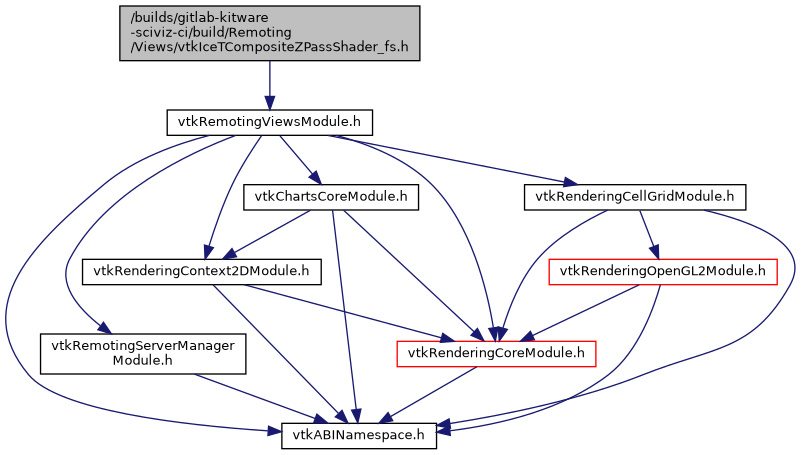 /builds/gitlab-kitware
-sciviz-ci/build/Remoting
/Views/vtkIceTCompositeZPassShader_fs.h
vtkRemotingViewsModule.h
vtkChartsCoreModule.h
vtkRenderingCellGridModule.h
vtkRenderingContext2DModule.h
vtkRenderingOpenGL2Module.h
vtkRemotingServerManager
Module.h
vtkRenderingCoreModule.h
vtkABINamespace.h